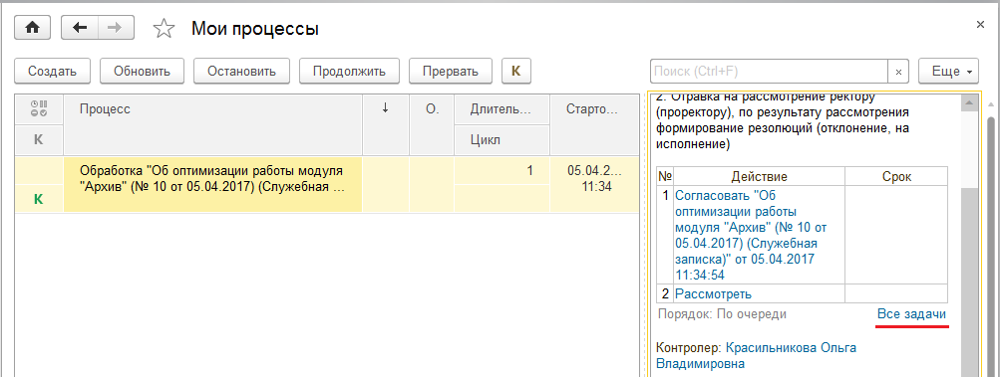 Мои процессы
×
Создать
Обновить
Остановить
Продолжить
Прервать
К
Поиск (Ctrl+F)
×
Еще
К
Процесс
↓
О.
Длитель...
Цикл
Старто...
К
Обработка "Об оптимизации работы модуля
"Архив" (№ 10 от 05.04.2017) (Служебная ...
1
05.04.2...
11:34
2. Отравка на рассмотрение ректору
(проректору), по результату рассмотрения
формирование резолюций (отклонение, на
исполнение)
№ Действие Срок
1 Согласовать "Об
оптимизации работы
модуля "Архив" (№ 10 от
05.04.2017) (Служебная
записка)" от 05.04.2017
11:34:54
2 Рассмотреть
Порядок: По очереди Все задачи
Контролер: Красильникова Ольга
Владимировна